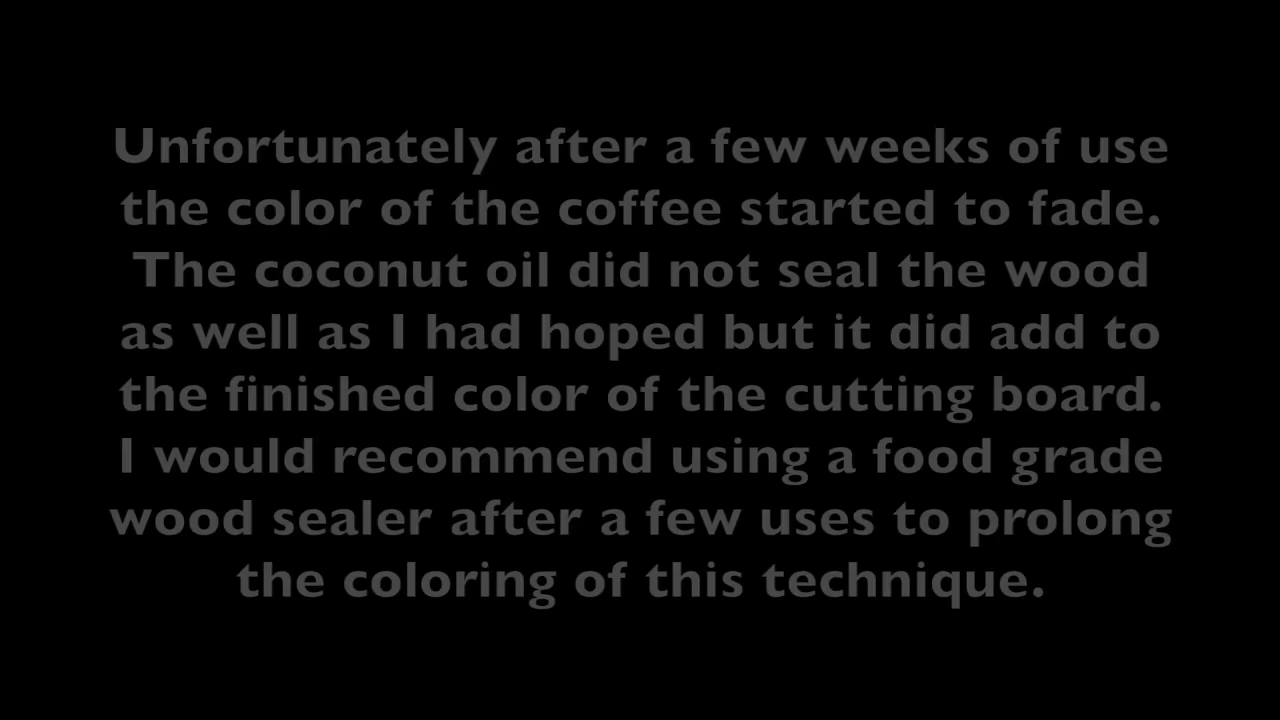 Unfortunately after a few weeks of use
the color of the coffee started to fade.
The coconut oil did not seal the wood
as well as I had hoped but it did add to
the finished color of the cutting board.
I would recommend using a food grade
wood sealer after a few uses to prolong
the coloring of this technique.